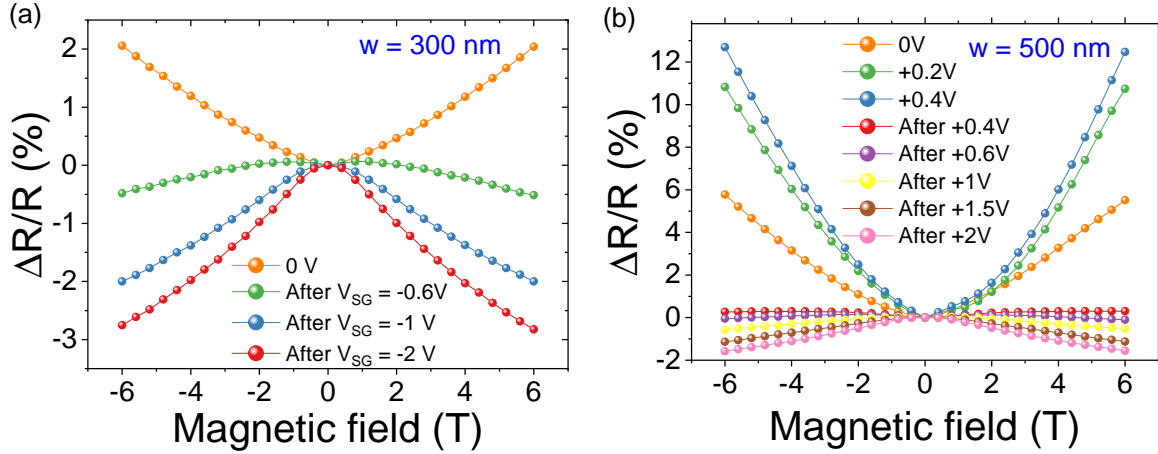 (a)
w = 300 nm
ΔR/R (%)
2
1
0
-1
-2
-3
0 V
After V_SG = -0.6V
After V_SG = -1 V
After V_SG = -2 V
-6 -4 -2 0 2 4 6
Magnetic field (T)
(b)
w = 500 nm
ΔR/R (%)
12
10
8
6
4
2
0
-2
0V
+0.2V
+0.4V
After +0.4V
After +0.6V
After +1V
After +1.5V
After +2V
-6 -4 -2 0 2 4 6
Magnetic field (T)